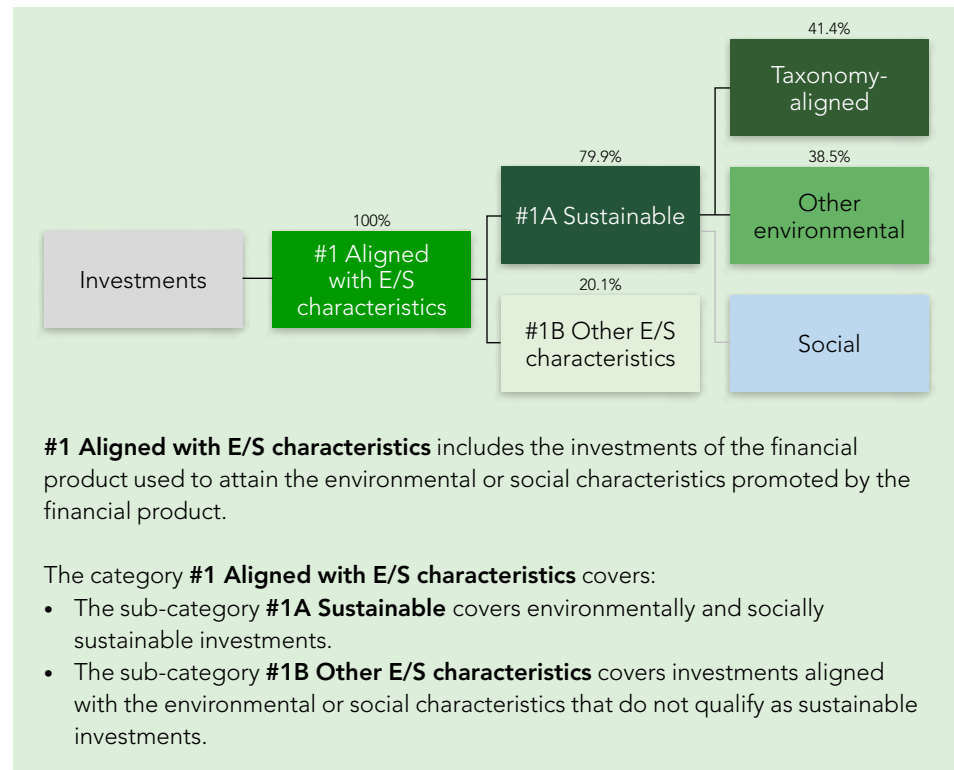 41.4%
Taxonomy-
aligned
79.9%
38.5%
#1A Sustainable
Other
environmental
100%
#1 Aligned
with E/S
characteristics
Investments
20.1%
#1B Other E/S
characteristics
Social
#1 Aligned with E/S characteristics includes the investments of the financial
product used to attain the environmental or social characteristics promoted by the
financial product.
The category #1 Aligned with E/S characteristics covers:
• The sub-category #1A Sustainable covers environmentally and socially
sustainable investments.
• The sub-category #1B Other E/S characteristics covers investments aligned
with the environmental or social characteristics that do not qualify as sustainable
investments.